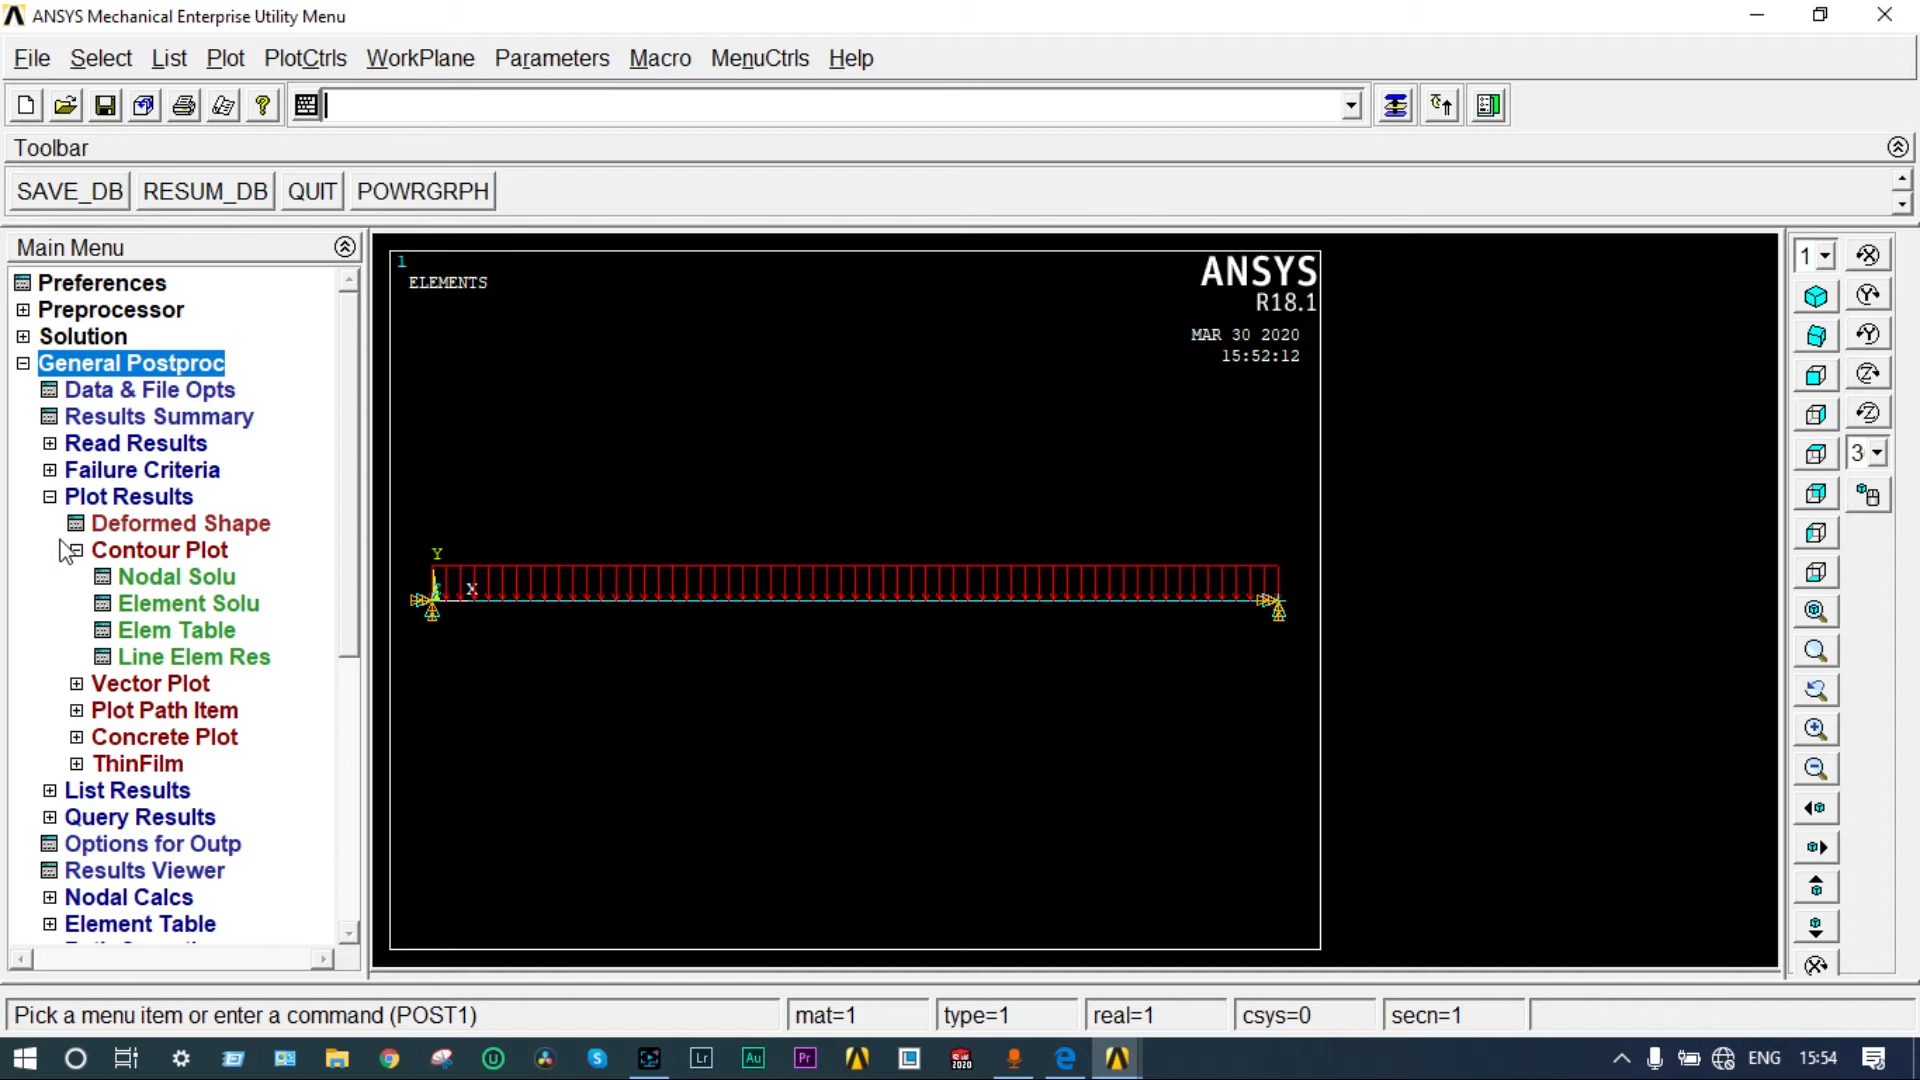 ANSYS Mechanical Enterprise Utility Menu
File Select List Plot PlotCtrls WorkPlane Parameters Macro MenuCtrls Help
Toolbar
SAVE_DB RESUM_DB QUIT POWRGRPH
Main Menu
Preferences
Preprocessor
Solution
General Postproc
Data & File Opts
Results Summary
Read Results
Failure Criteria
Plot Results
Deformed Shape
Contour Plot
Nodal Solu
Element Solu
Elem Table
Line Elem Res
Vector Plot
Plot Path Item
Concrete Plot
ThinFilm
List Results
Query Results
Options for Outp
Results Viewer
Nodal Calcs
Element Table
1
ELEMENTS
ANSYS
R18.1
MAR 30 2020
15:52:12
Y
X
1
3
Pick a menu item or enter a command (POST1)
mat=1
type=1
real=1
csys=0
secn=1
Lr
Au
Pr
2020
ENG
15:54